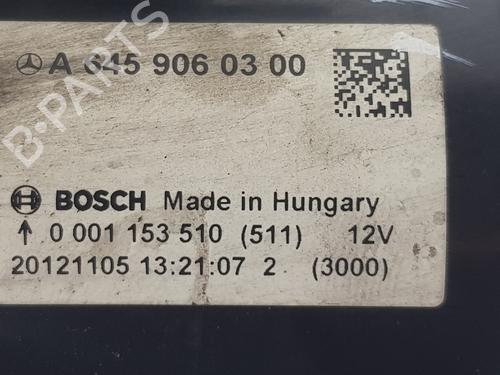 A 645 906 03 00
B-PARTS
BOSCH Made in Hungary
↑ 0 001 153 510 (511) 12V
20121105 13:21:07 2 (3000)